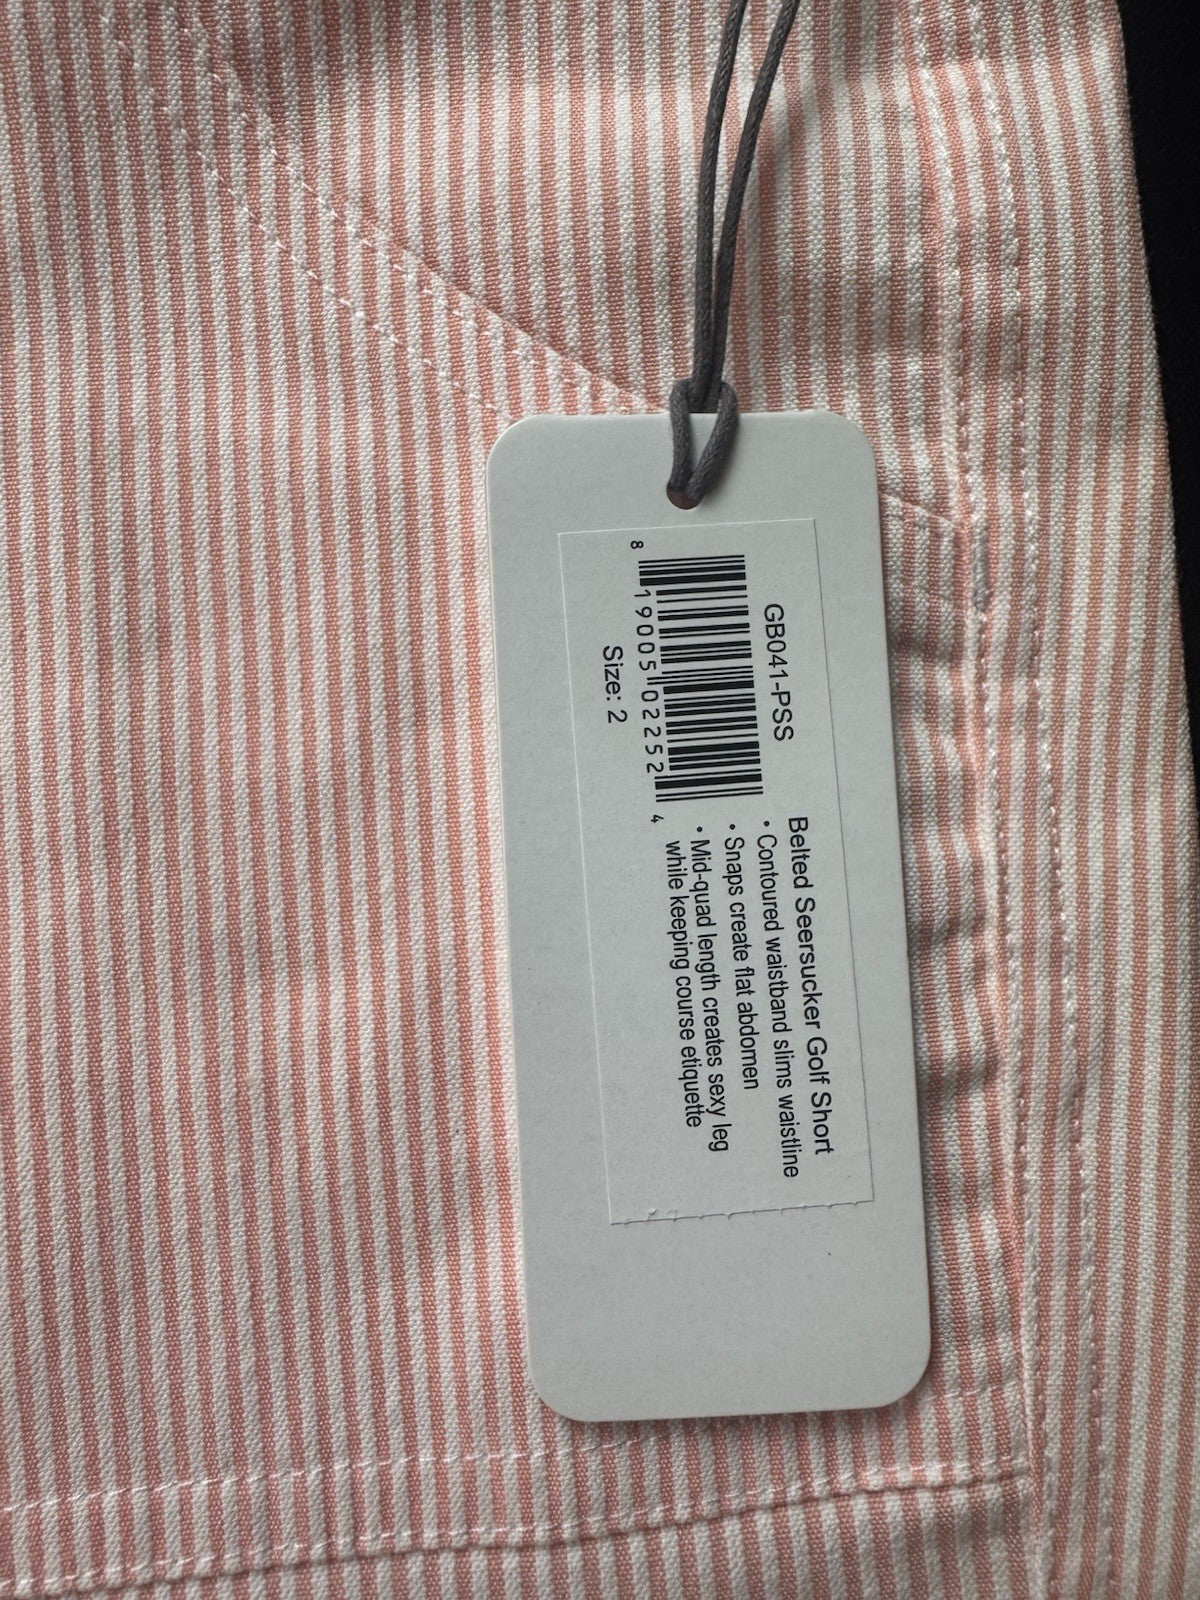 GB041-PSS
8 19005 02252 4
Size: 2
Belted Seersucker Golf Short
• Contoured waistband slims waistline
• Snaps create flat abdomen
• Mid-quad length creates sexy leg
while keeping course etiquette